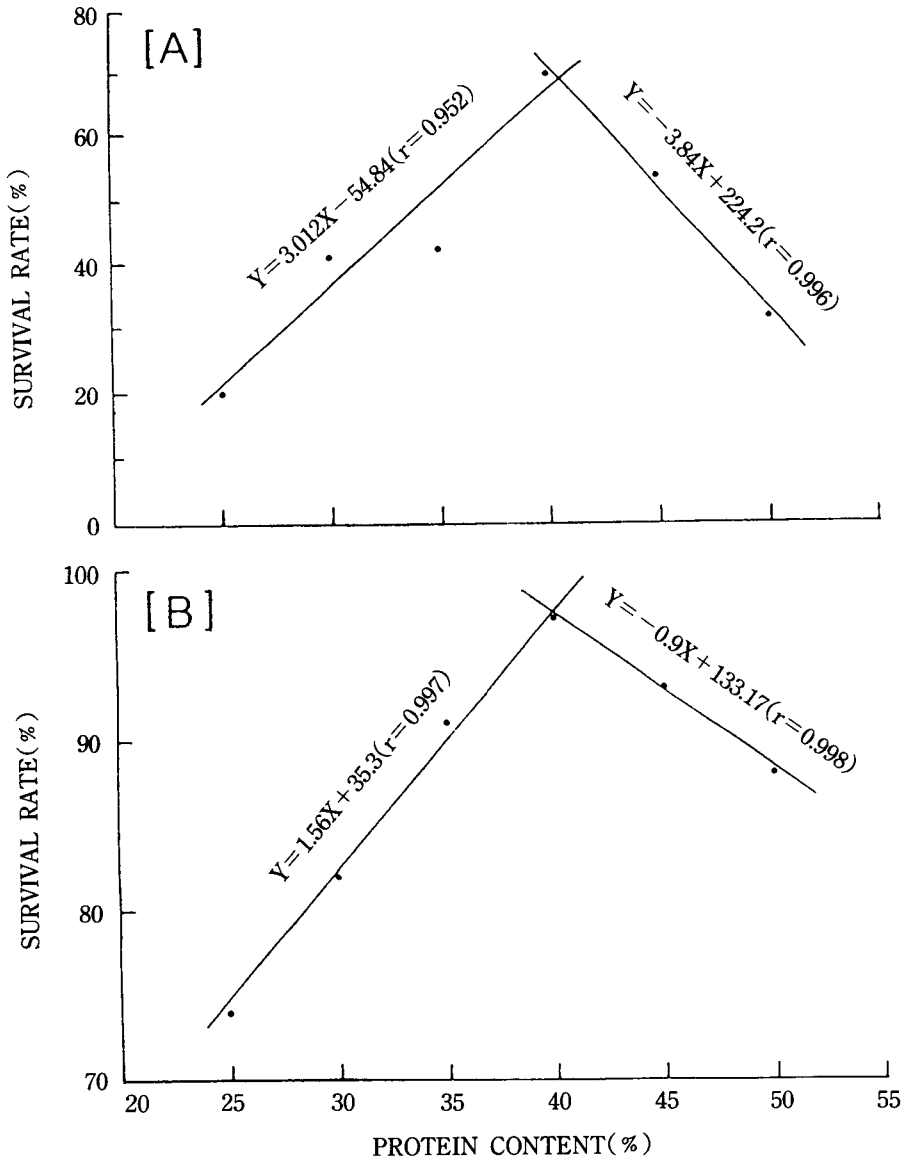 80
[A]
60
40
20
0
SURVIVAL RATE(%)
Y=3.012X−54.84(r=0.952)
Y=−3.84X+224.2(r=0.996)
100
[B]
90
80
70
SURVIVAL RATE(%)
Y=1.56X+35.3(r=0.997)
Y=−0.9X+133.17(r=0.998)
20 25 30 35 40 45 50 55
PROTEIN CONTENT(%)